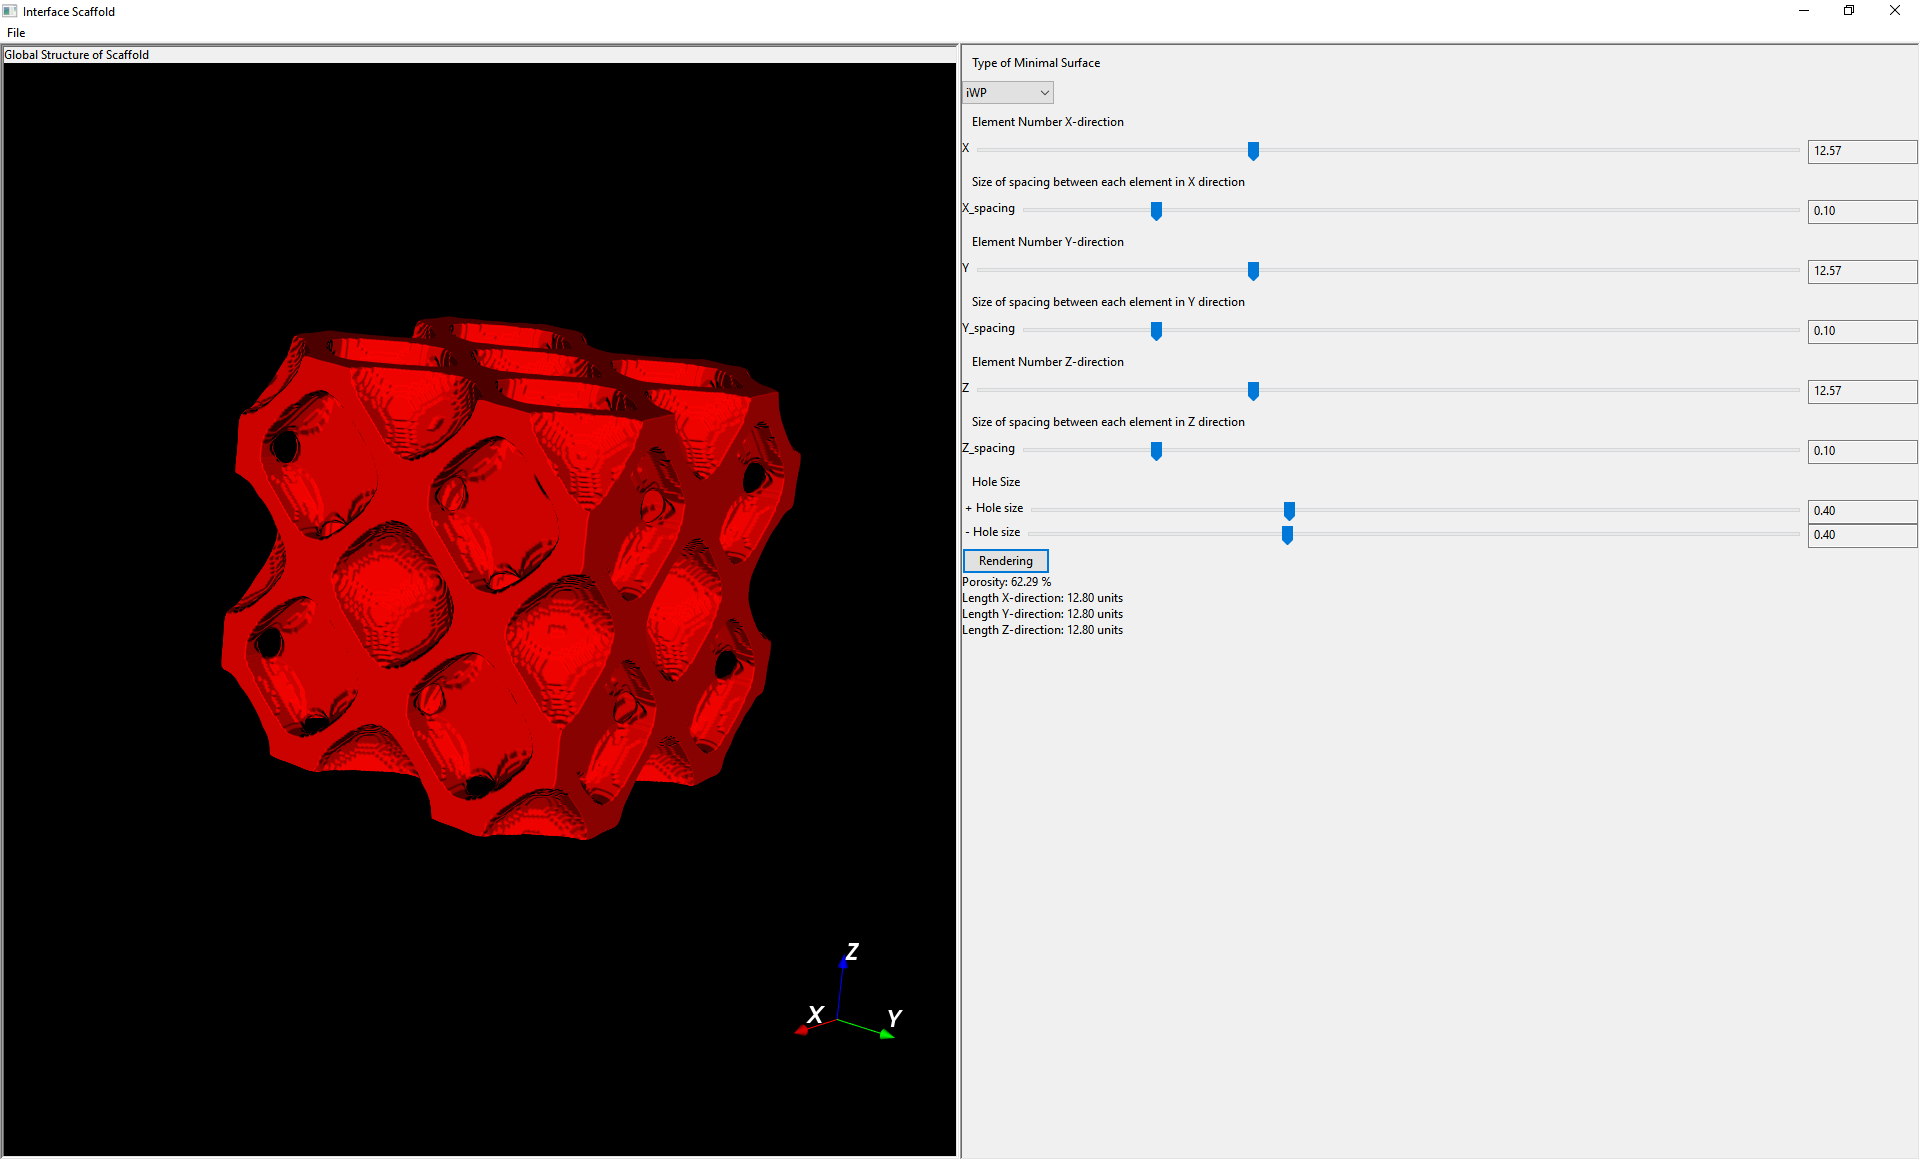 Interface Scaffold
File
Global Structure of Scaffold
Z
X
Y
Type of Minimal Surface
iWP
Element Number X-direction
X 12.57
Size of spacing between each element in X direction
X_spacing 0.10
Element Number Y-direction
Y 12.57
Size of spacing between each element in Y direction
Y_spacing 0.10
Element Number Z-direction
Z 12.57
Size of spacing between each element in Z direction
Z_spacing 0.10
Hole Size
+ Hole size 0.40
- Hole size 0.40
Rendering
Porosity: 62.29 %
Length X-direction: 12.80 units
Length Y-direction: 12.80 units
Length Z-direction: 12.80 units